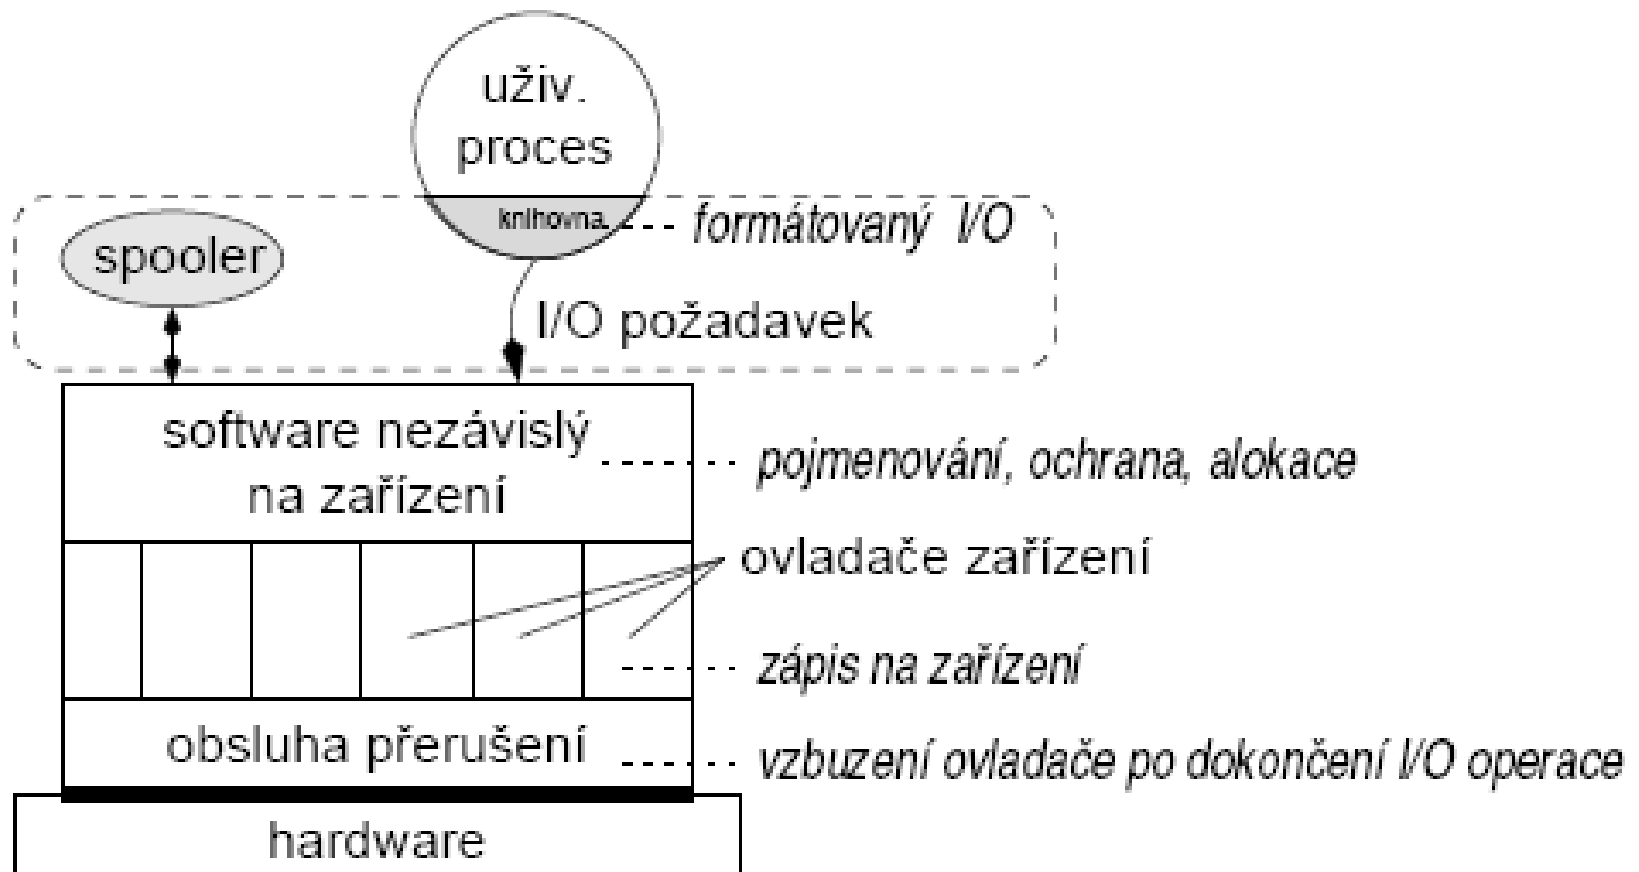 uživ.
proces
knihovna
formátovaný I/O
spooler
I/O požadavek
software nezávislý
na zařízení
pojmenování, ochrana, alokace
ovladače zařízení
zápis na zařízení
obsluha přerušení
vzbuzení ovladače po dokončení I/O operace
hardware